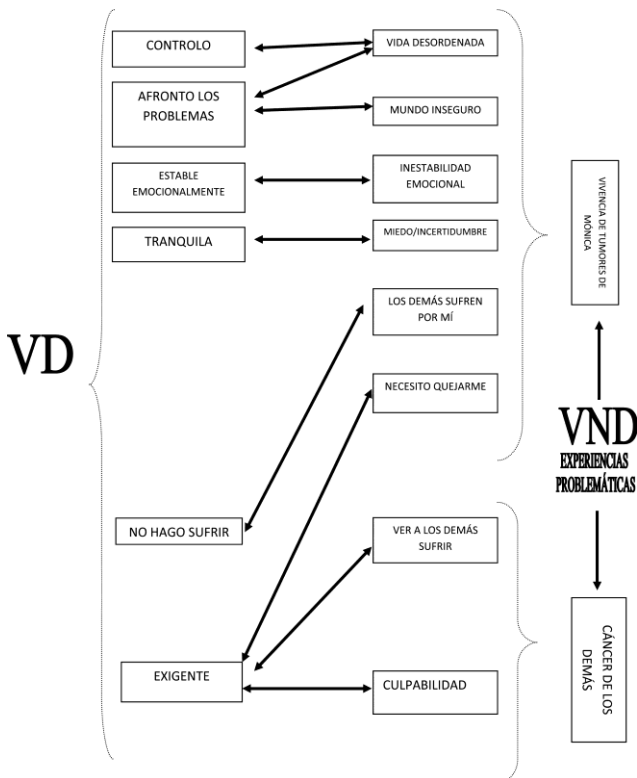 CONTROLO
VIDA DESORDENADA
AFRONTO LOS
PROBLEMAS
MUNDO INSEGURO
ESTABLE
EMOCIONALMENTE
INESTABILIDAD
EMOCIONAL
TRANQUILA
MIEDO/INCERTIDUMBRE
VIVENCIA DE TUMORES DE
MÓNICA
LOS DEMÁS SUFREN
POR MÍ
VD
NECESITO QUEJARME
VND
EXPERIENCIAS
PROBLEMÁTICAS
NO HAGO SUFRIR
VER A LOS DEMÁS
SUFRIR
EXIGENTE
CULPABILIDAD
CÁNCER DE LOS
DEMÁS